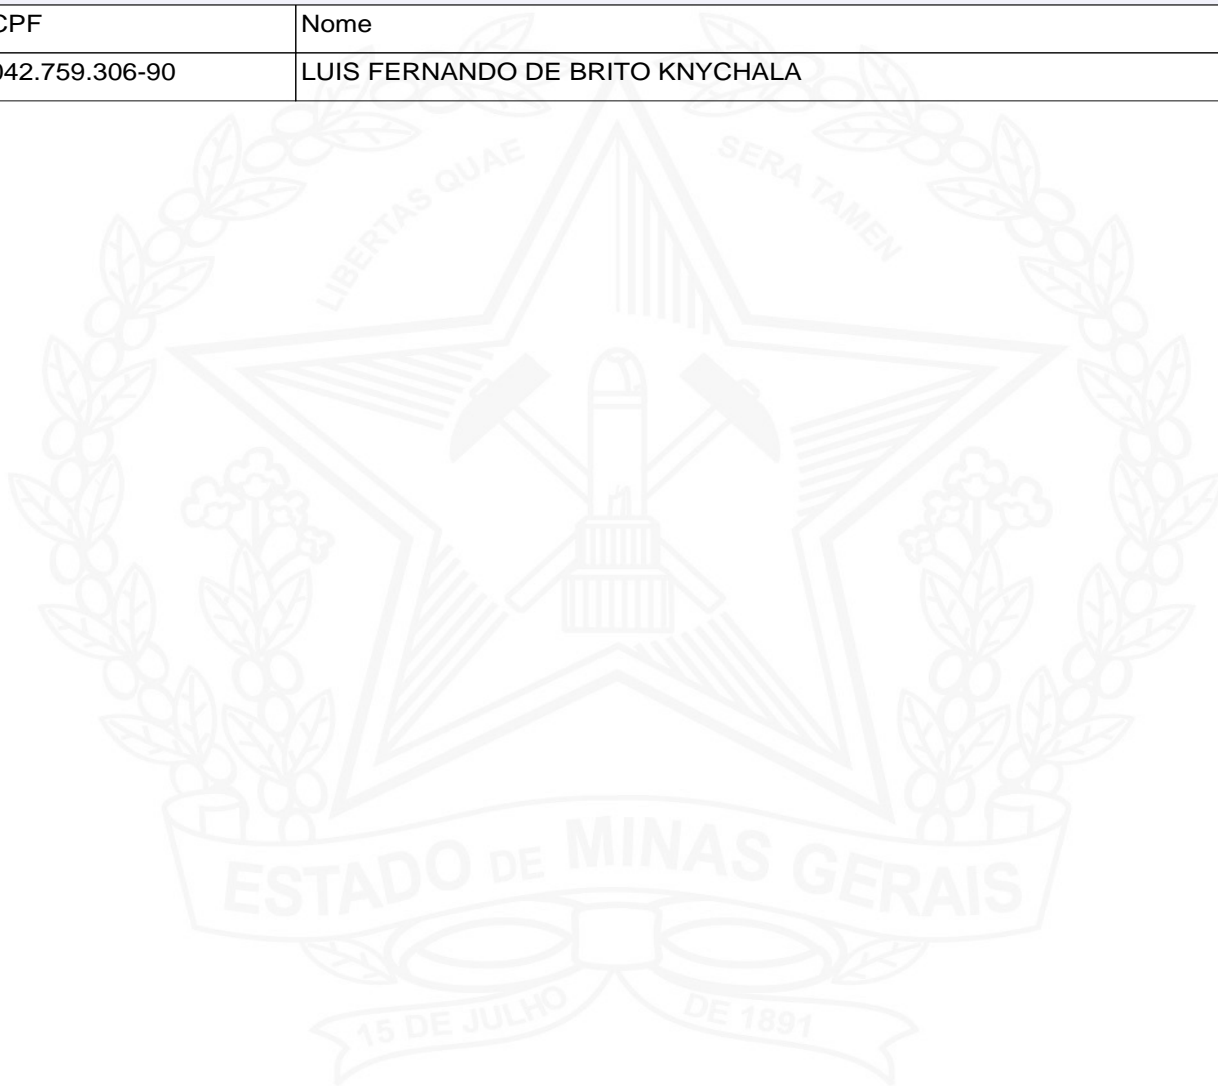 CPF Nome
042.759.306-90 LUIS FERNANDO DE BRITO KNYCHALA
LIBERTAS QUAE SERA TAMEN
ESTADO DE MINAS GERAIS
15 DE JULHO DE 1891